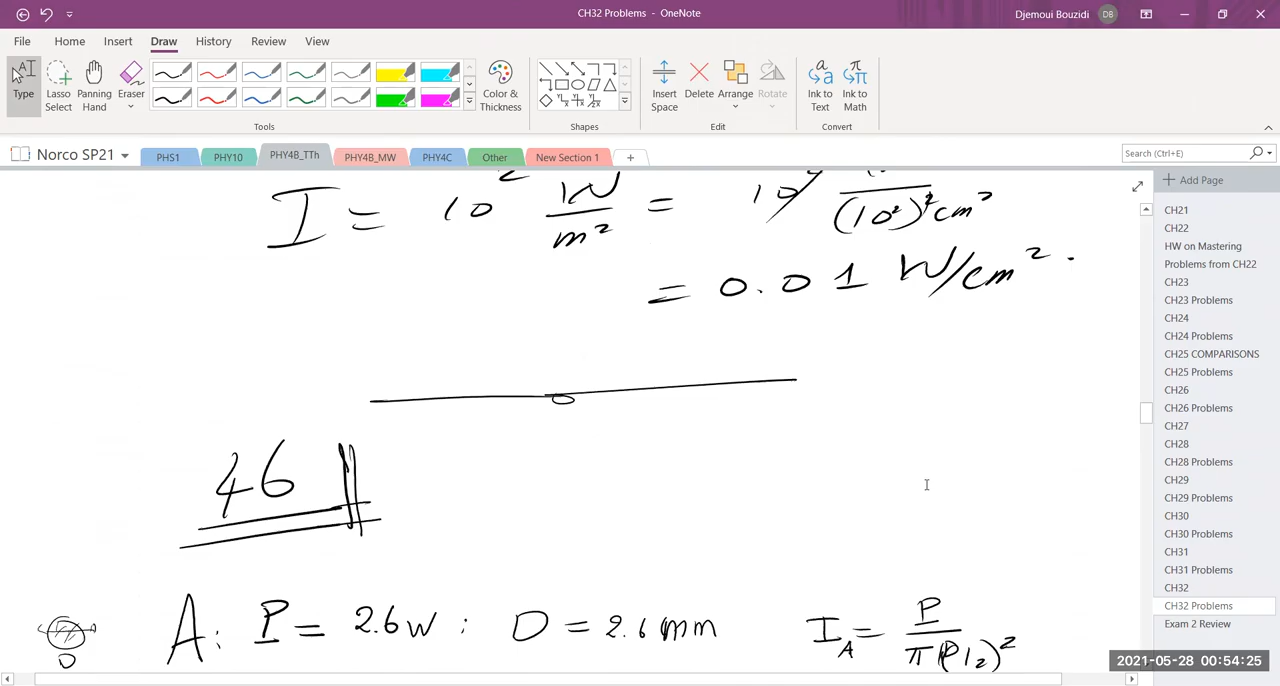 CH32 Problems - OneNote
Djemoui Bouzidi DB
File Home Insert Draw History Review View
Type
Lasso Select
Panning Hand
Eraser
Color & Thickness
Insert Space
Delete
Arrange
Rotate
Ink to Text
Ink to Math
Tools
Shapes
Edit
Convert
Norco SP21
PHS1 PHY10 PHY4B_TTh PHY4B_MW PHY4C Other New Section 1 +
Search (Ctrl+E)
Add Page
CH21
CH22
HW on Mastering
Problems from CH22
CH23
CH23 Problems
CH24
CH24 Problems
CH25 COMPARISONS
CH25 Problems
CH26
CH26 Problems
CH27
CH28
CH28 Problems
CH29
CH29 Problems
CH30
CH30 Problems
CH31
CH31 Problems
CH32
CH32 Problems
Exam 2 Review
= 0.01 W/cm².
46
A: P = 2.6W ; D = 2.6mm
D
2021-05-28 00:54:25